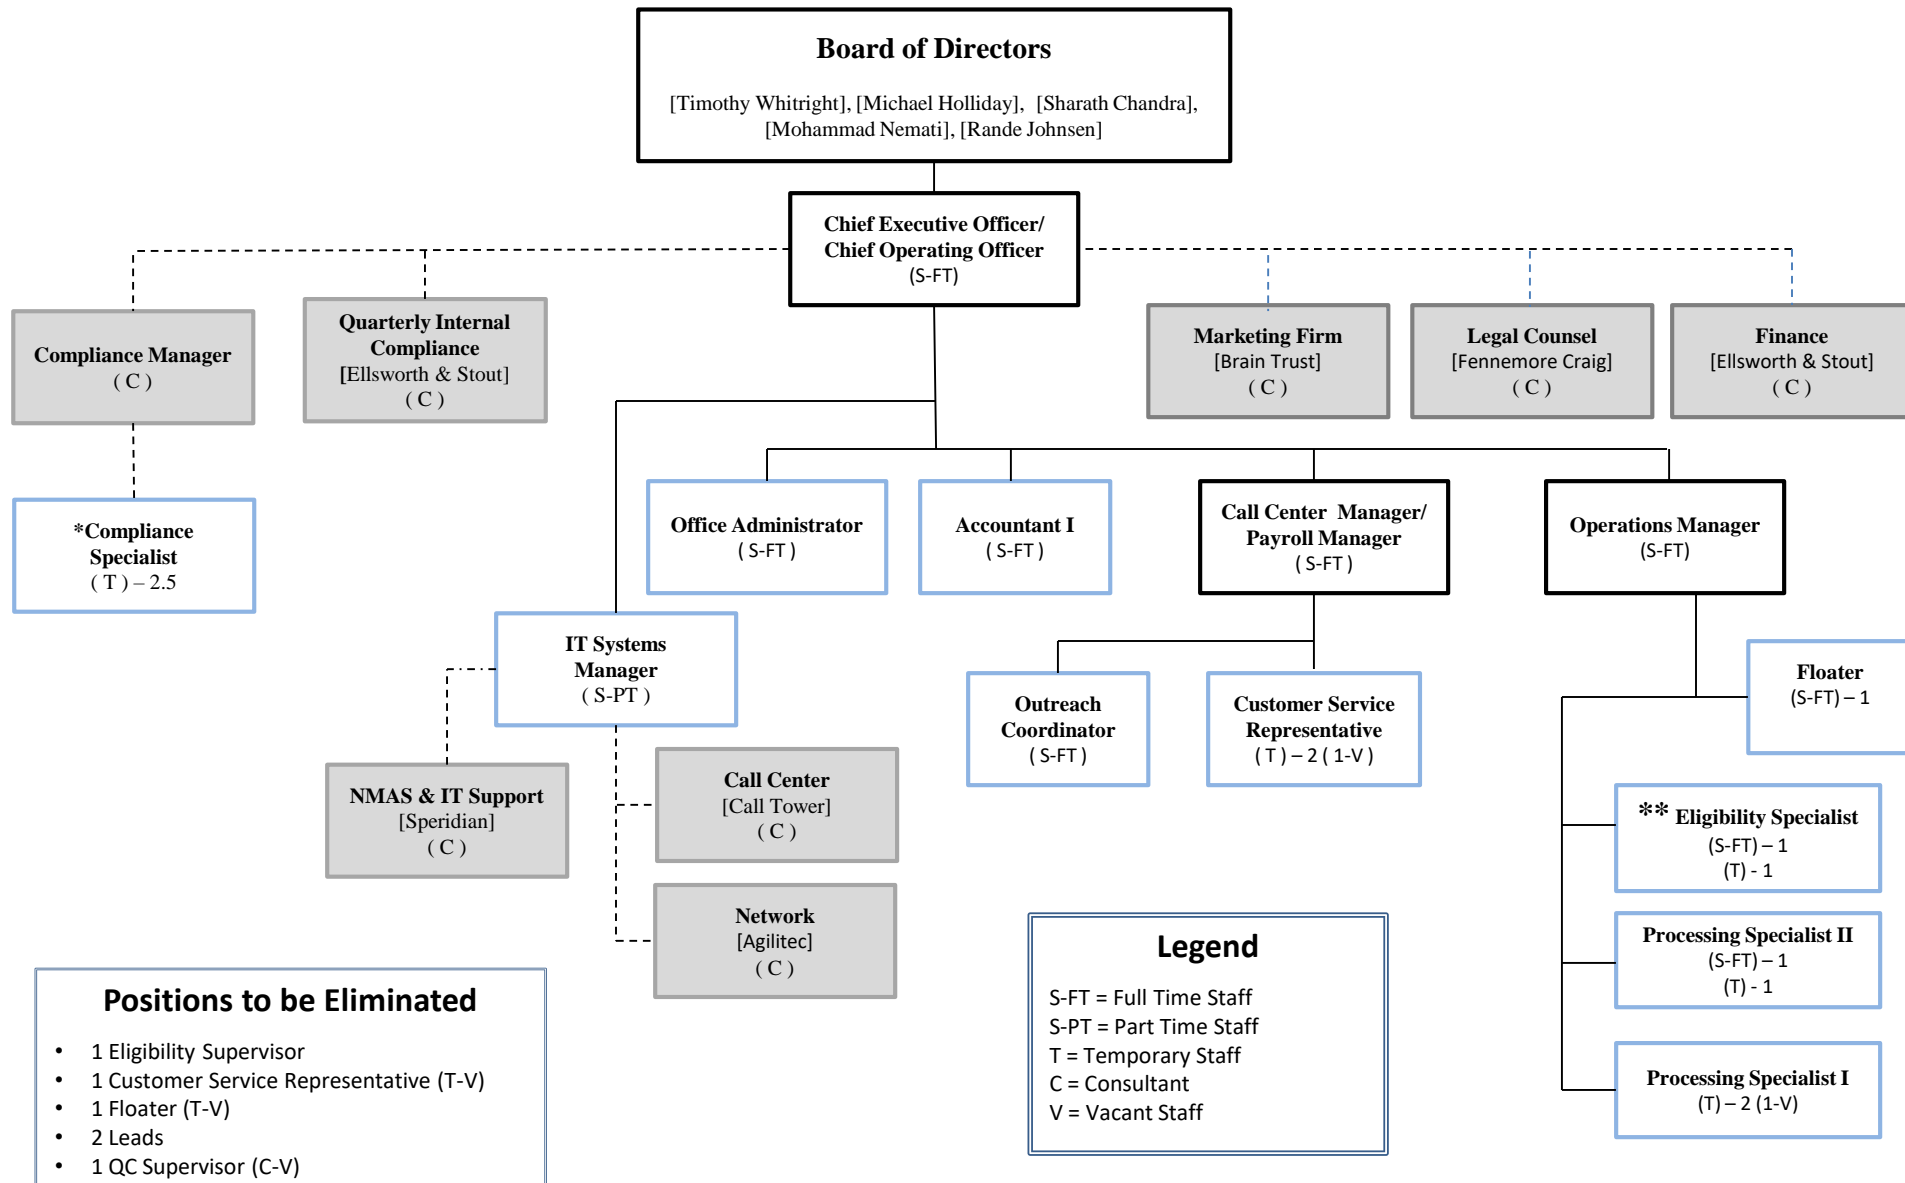 Board of Directors
[Timothy Whitright], [Michael Holliday], [Sharath Chandra],
[Mohammad Nemati], [Rande Johnsen]
Chief Executive Officer/
Chief Operating Officer
(S-FT)
Compliance Manager
( C )
Quarterly Internal
Compliance
[Ellsworth & Stout]
( C )
Marketing Firm
[Brain Trust]
( C )
Legal Counsel
[Fennemore Craig]
( C )
Finance
[Ellsworth & Stout]
( C )
*Compliance
Specialist
( T ) – 2.5
Office Administrator
( S-FT )
Accountant I
( S-FT )
Call Center Manager/
Payroll Manager
( S-FT )
Operations Manager
(S-FT)
IT Systems
Manager
( S-PT )
Outreach
Coordinator
( S-FT )
Customer Service
Representative
( T ) – 2 ( 1-V )
Floater
(S-FT) – 1
NMAS & IT Support
[Speridian]
( C )
Call Center
[Call Tower]
( C )
** Eligibility Specialist
(S-FT) – 1
(T) - 1
Network
[Agilitec]
( C )
Processing Specialist II
(S-FT) – 1
(T) - 1
Processing Specialist I
(T) – 2 (1-V)
Positions to be Eliminated
• 1 Eligibility Supervisor
• 1 Customer Service Representative (T-V)
• 1 Floater (T-V)
• 2 Leads
• 1 QC Supervisor (C-V)
Legend
S-FT = Full Time Staff
S-PT = Part Time Staff
T = Temporary Staff
C = Consultant
V = Vacant Staff